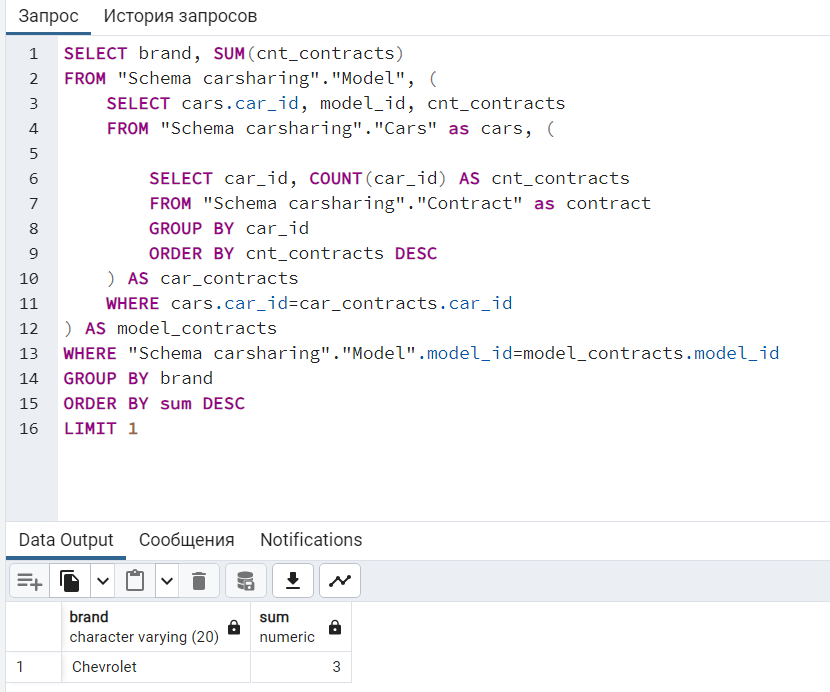 Запрос История запросов
1 SELECT brand, SUM(cnt_contracts)
2 FROM "Schema carsharing"."Model", (
3 SELECT cars.car_id, model_id, cnt_contracts
4 FROM "Schema carsharing"."Cars" as cars, (
5
6 SELECT car_id, COUNT(car_id) AS cnt_contracts
7 FROM "Schema carsharing"."Contract" as contract
8 GROUP BY car_id
9 ORDER BY cnt_contracts DESC
10 ) AS car_contracts
11 WHERE cars.car_id=car_contracts.car_id
12 ) AS model_contracts
13 WHERE "Schema carsharing"."Model".model_id=model_contracts.model_id
14 GROUP BY brand
15 ORDER BY sum DESC
16 LIMIT 1
Data Output Сообщения Notifications
brand sum
character varying (20) numeric
1 Chevrolet 3